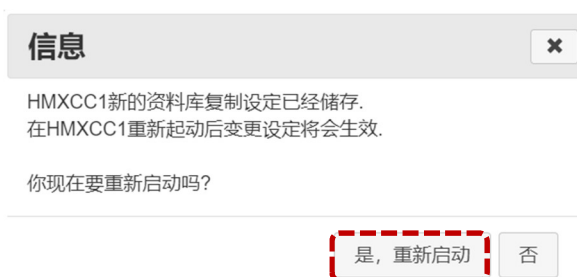 信息
HMXCC1新的资料库复制设定已经储存.
在HMXCC1重新起动后变更设定将会生效.
你现在要重新启动吗?
是，重新启动
否